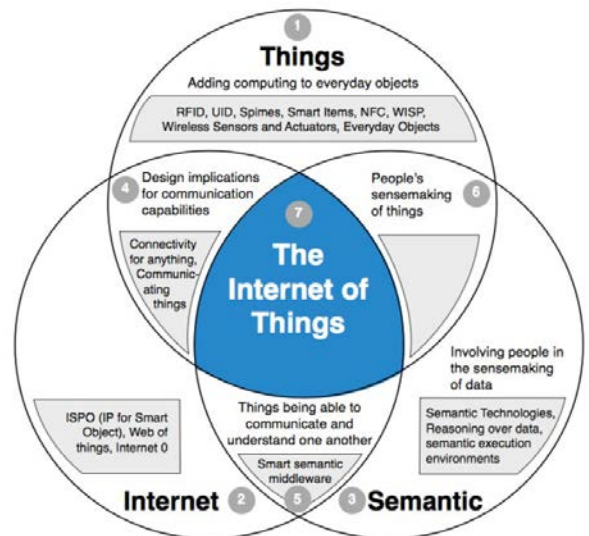 1
Things
Adding computing to everyday objects
RFID, UID, Spimes, Smart Items, NFC, WISP,
Wireless Sensors and Actuators, Everyday Objects
4
Design implications
for communication
capabilities
Connectivity
for anything,
Communic-
ating
things
People's
sensemaking
of things
6
7
The
Internet of
Things
Involving people in
the sensemaking
of data
Semantic Technologies,
Reasoning over data,
semantic execution
environments
ISPO (IP for Smart
Object), Web of
things, Internet 0
Things being able to
communicate and
understand one another
Smart semantic
middleware
Internet 2
5
3 Semantic